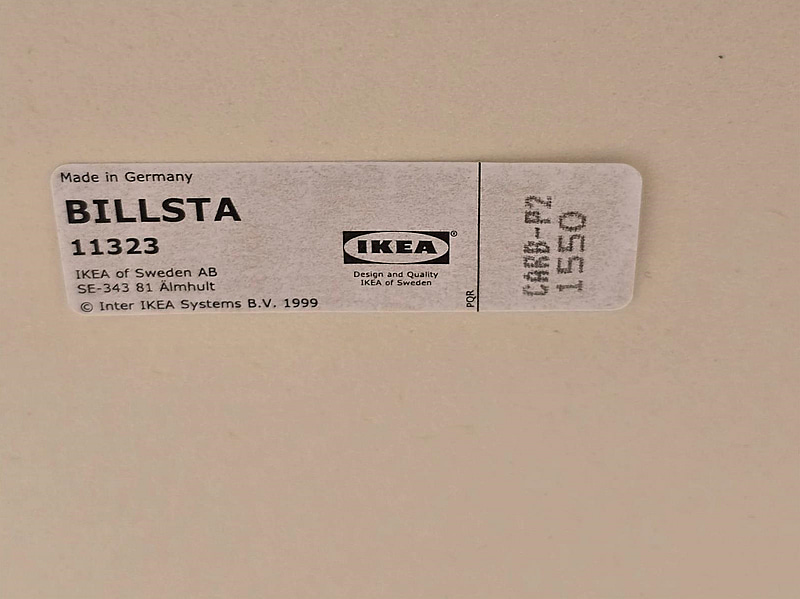 Made in Germany
BILLSTA
11323
IKEA of Sweden AB
SE-343 81 Älmhult
© Inter IKEA Systems B.V. 1999
IKEA®
Design and Quality
IKEA of Sweden
PQR
CARB-P2
1550